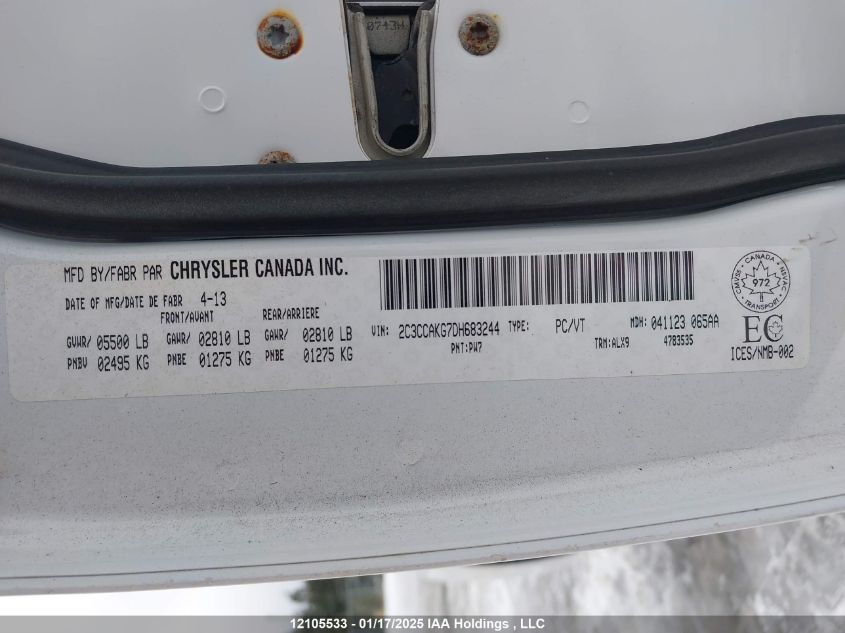 0743H
MFD BY/FABR PAR CHRYSLER CANADA INC.
DATE OF MFG/DATE DE FABR 4-13
FRONT/AVANT REAR/ARRIERE
GVWR/ 05500 LB GAWR/ 02810 LB GAWR/ 02810 LB
PNBV 02495 KG PNBE 01275 KG PNBE 01275 KG
VIN: 2C3CCAKG7DH683244 TYPE: PC/VT MDH: 041123 065AA
PNT:PW7 TRM:ALX9 4783535
CMVSS CANADA NSVAC
972
TRANSPORT
EC
ICES/NMB-002
12105533 - 01/17/2025 IAA Holdings , LLC